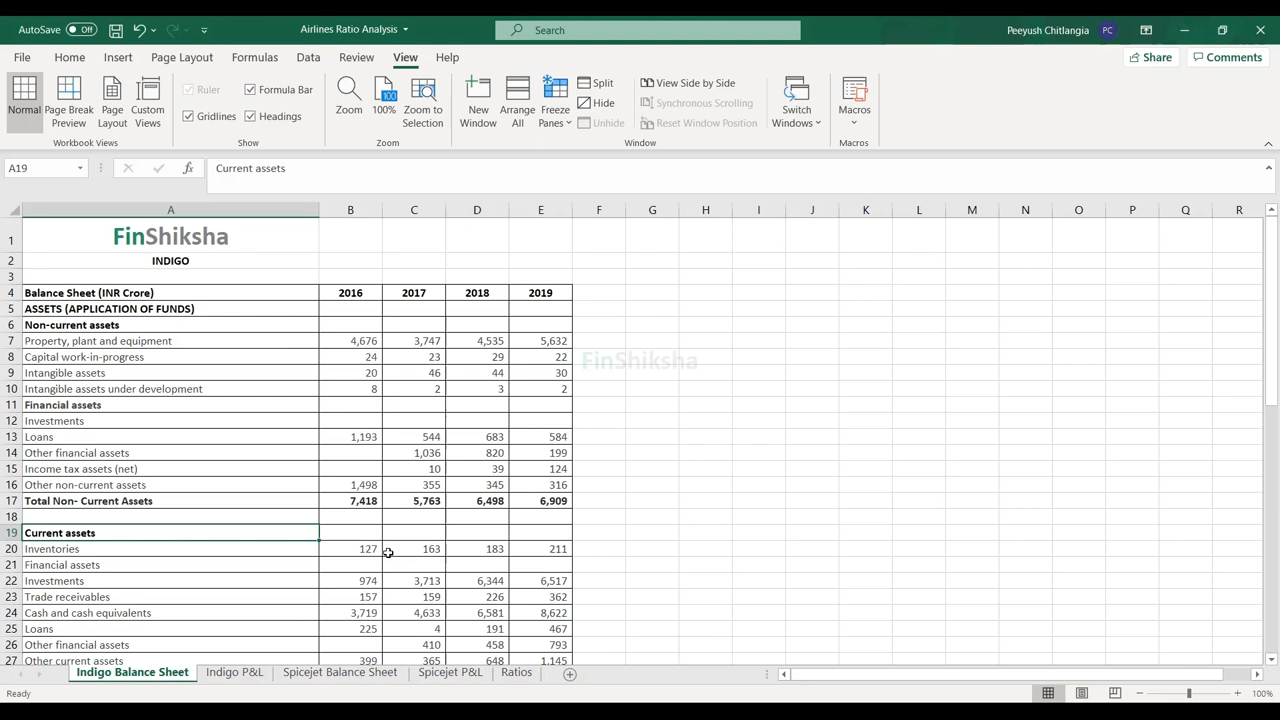 AutoSave Off Airlines Ratio Analysis Search Peeyush Chitlangia PC
File Home Insert Page Layout Formulas Data Review View Help Share Comments
Normal Page Break Preview Page Layout Custom Views
Ruler Formula Bar
Gridlines Headings
Zoom 100% Zoom to Selection
New Window Arrange All Freeze Panes
Split
Hide
Unhide
View Side by Side
Synchronous Scrolling
Reset Window Position
Switch Windows Macros
Workbook Views Show Zoom Window Macros
A19 fx Current assets
A B C D E F G H I J K L M N O P Q R
1 FinShiksha
2 INDIGO
3
4 Balance Sheet (INR Crore) 2016 2017 2018 2019
5 ASSETS (APPLICATION OF FUNDS)
6 Non-current assets
7 Property, plant and equipment 4,676 3,747 4,535 5,632
8 Capital work-in-progress 24 23 29 22
FinShiksha
9 Intangible assets 20 46 44 30
10 Intangible assets under development 8 2 3 2
11 Financial assets
12 Investments
13 Loans 1,193 544 683 584
14 Other financial assets 1,036 820 199
15 Income tax assets (net) 10 39 124
16 Other non-current assets 1,498 355 345 316
17 Total Non- Current Assets 7,418 5,763 6,498 6,909
18
19 Current assets
20 Inventories 127 163 183 211
21 Financial assets
22 Investments 974 3,713 6,344 6,517
23 Trade receivables 157 159 226 362
24 Cash and cash equivalents 3,719 4,633 6,581 8,622
25 Loans 225 4 191 467
26 Other financial assets 410 458 793
27 Other current assets 399 365 648 1,145
Indigo Balance Sheet Indigo P&L Spicejet Balance Sheet Spicejet P&L Ratios
Ready 100%